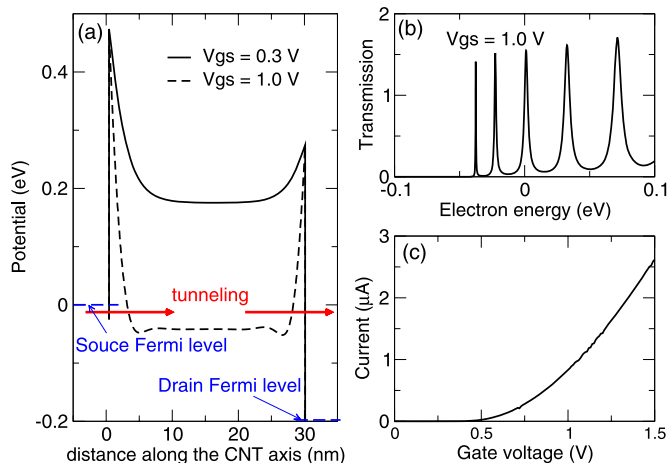 (a)
Vgs = 0.3 V
Vgs = 1.0 V
0.4
0.2
0
-0.2
Potential (eV)
tunneling
Souce Fermi level
Drain Fermi level
0 10 20 30
distance along the CNT axis (nm)
(b)
Vgs = 1.0 V
2
1
0
Transmission
-0.1 0 0.1
Electron energy (eV)
(c)
3
2
1
0
Current (μA)
0 0.5 1 1.5
Gate voltage (V)